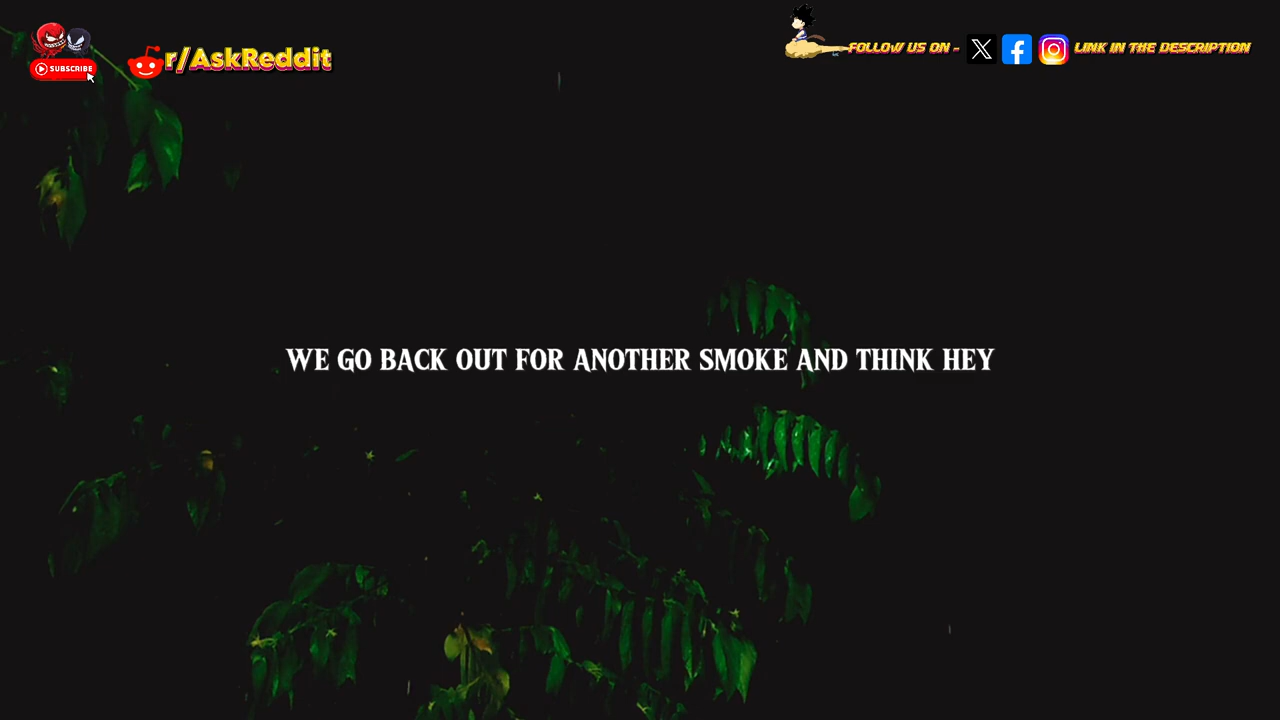 SUBSCRIBE
r/AskReddit
FOLLOW US ON -
LINK IN THE DESCRIPTION
WE GO BACK OUT FOR ANOTHER SMOKE AND THINK HEY